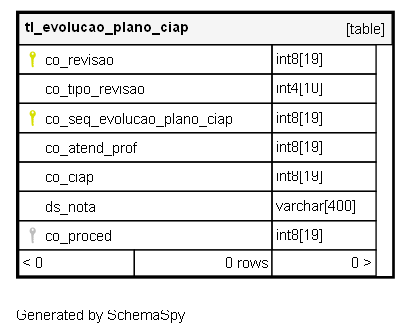 tl_evolucao_plano_ciap [table]
co_revisao int8[19]
co_tipo_revisao int4[10]
co_seq_evolucao_plano_ciap int8[19]
co_atend_prof int8[19]
co_ciap int8[19]
ds_nota varchar[400]
co_proced int8[19]
< 0 0 rows 0 >
Generated by SchemaSpy